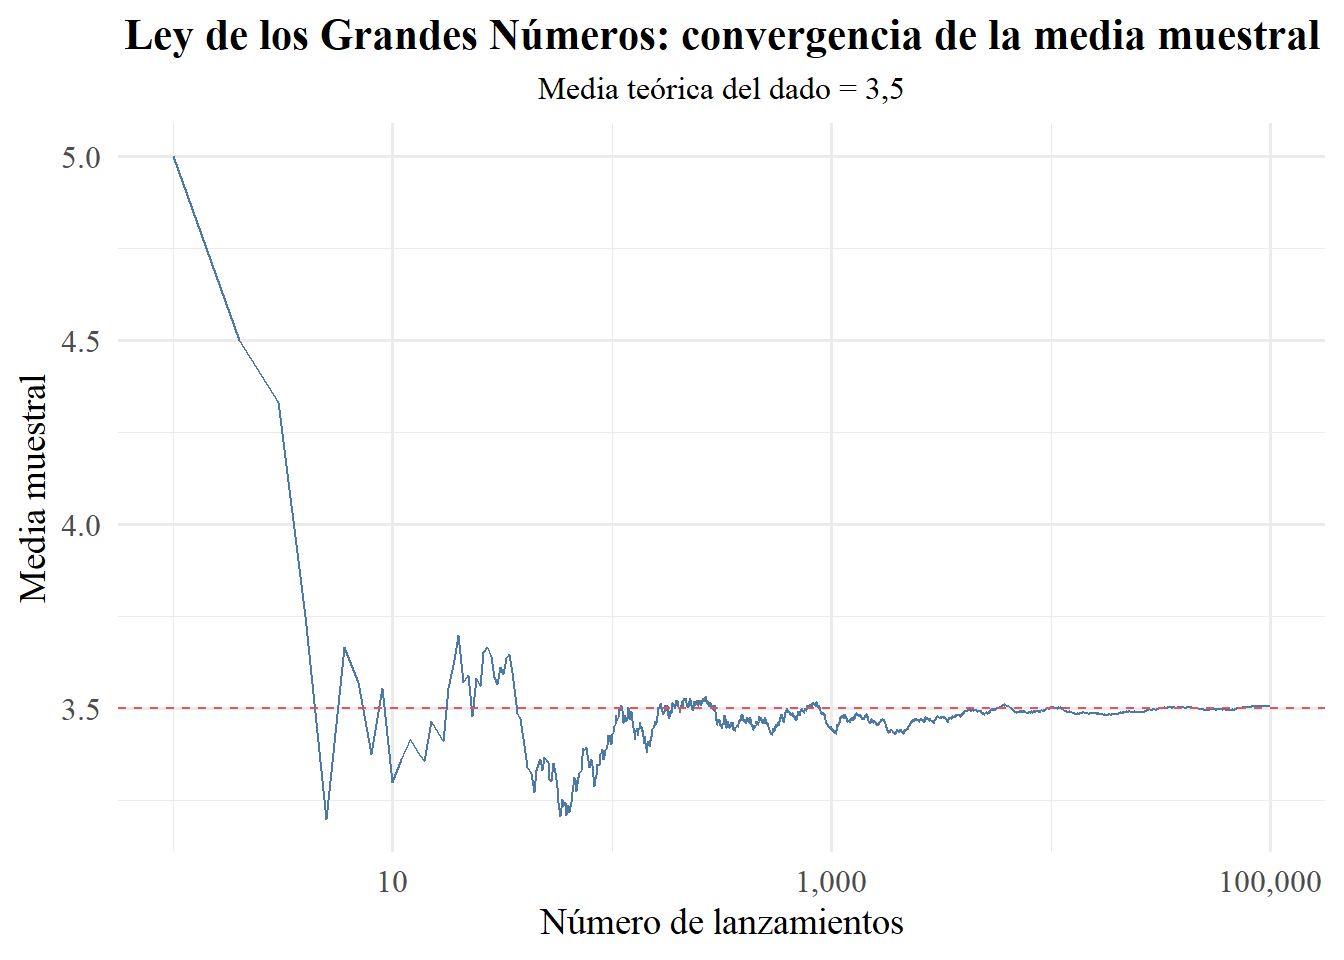 Ley de los Grandes Números: convergencia de la media muestral
Media teórica del dado = 3,5
5.0
4.5
4.0
3.5
Media muestral
10
1,000
100,000
Número de lanzamientos